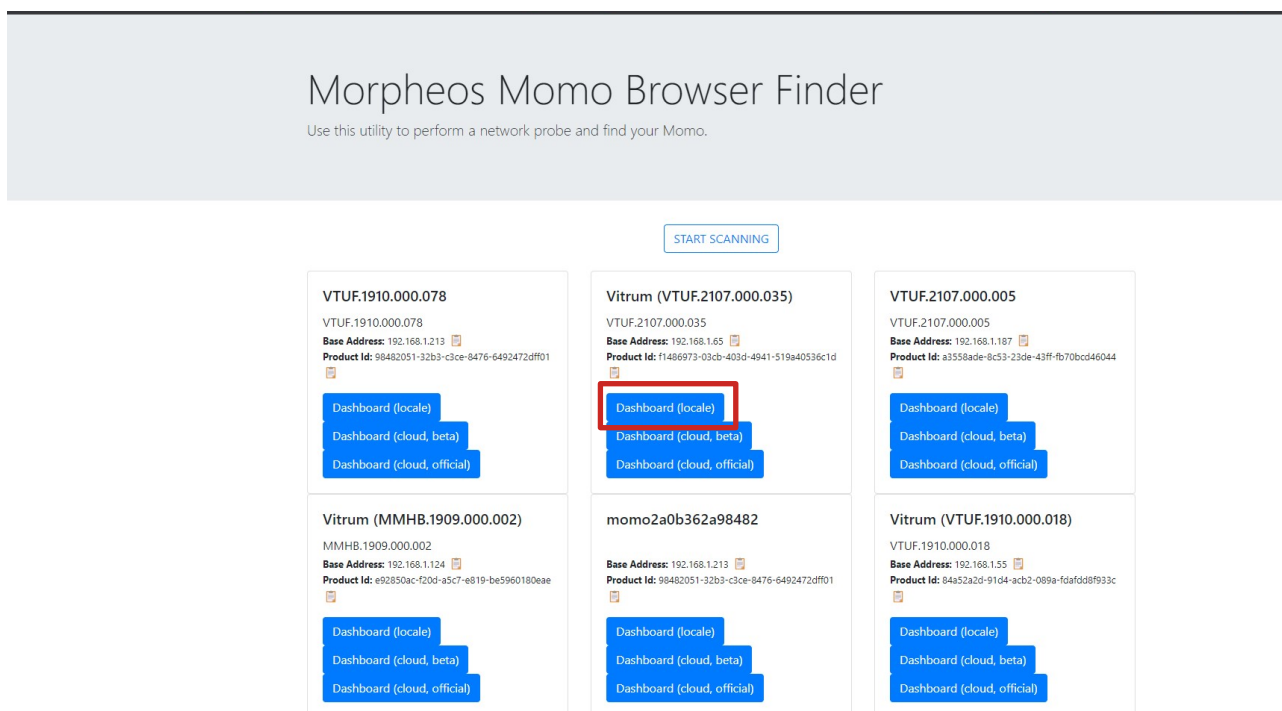 Morpheos Momo Browser Finder
Use this utility to perform a network probe and find your Momo.
START SCANNING
VTUF.1910.000.078
VTUF.1910.000.078
Base Address: 192.168.1.213
Product Id: 98482051-32b3-c3ce-8476-6492472dff01
Dashboard (locale)
Dashboard (cloud, beta)
Dashboard (cloud, official)
Vitrum (VTUF.2107.000.035)
VTUF.2107.000.035
Base Address: 192.168.1.65
Product Id: f1486973-03cb-403d-4941-519a40536c1d
Dashboard (locale)
Dashboard (cloud, beta)
Dashboard (cloud, official)
VTUF.2107.000.005
VTUF.2107.000.005
Base Address: 192.168.1.187
Product Id: a3558ade-8c53-23de-43ff-fb70bcd46044
Dashboard (locale)
Dashboard (cloud, beta)
Dashboard (cloud, official)
Vitrum (MMHB.1909.000.002)
MMHB.1909.000.002
Base Address: 192.168.1.124
Product Id: e92850ac-f20d-a5c7-e819-be5960180eae
Dashboard (locale)
Dashboard (cloud, beta)
Dashboard (cloud, official)
momo2a0b362a98482
Base Address: 192.168.1.213
Product Id: 98482051-32b3-c3ce-8476-6492472dff01
Dashboard (locale)
Dashboard (cloud, beta)
Dashboard (cloud, official)
Vitrum (VTUF.1910.000.018)
VTUF.1910.000.018
Base Address: 192.168.1.55
Product Id: 84a52a2d-91d4-acb2-089a-fdafdd8f933c
Dashboard (locale)
Dashboard (cloud, beta)
Dashboard (cloud, official)